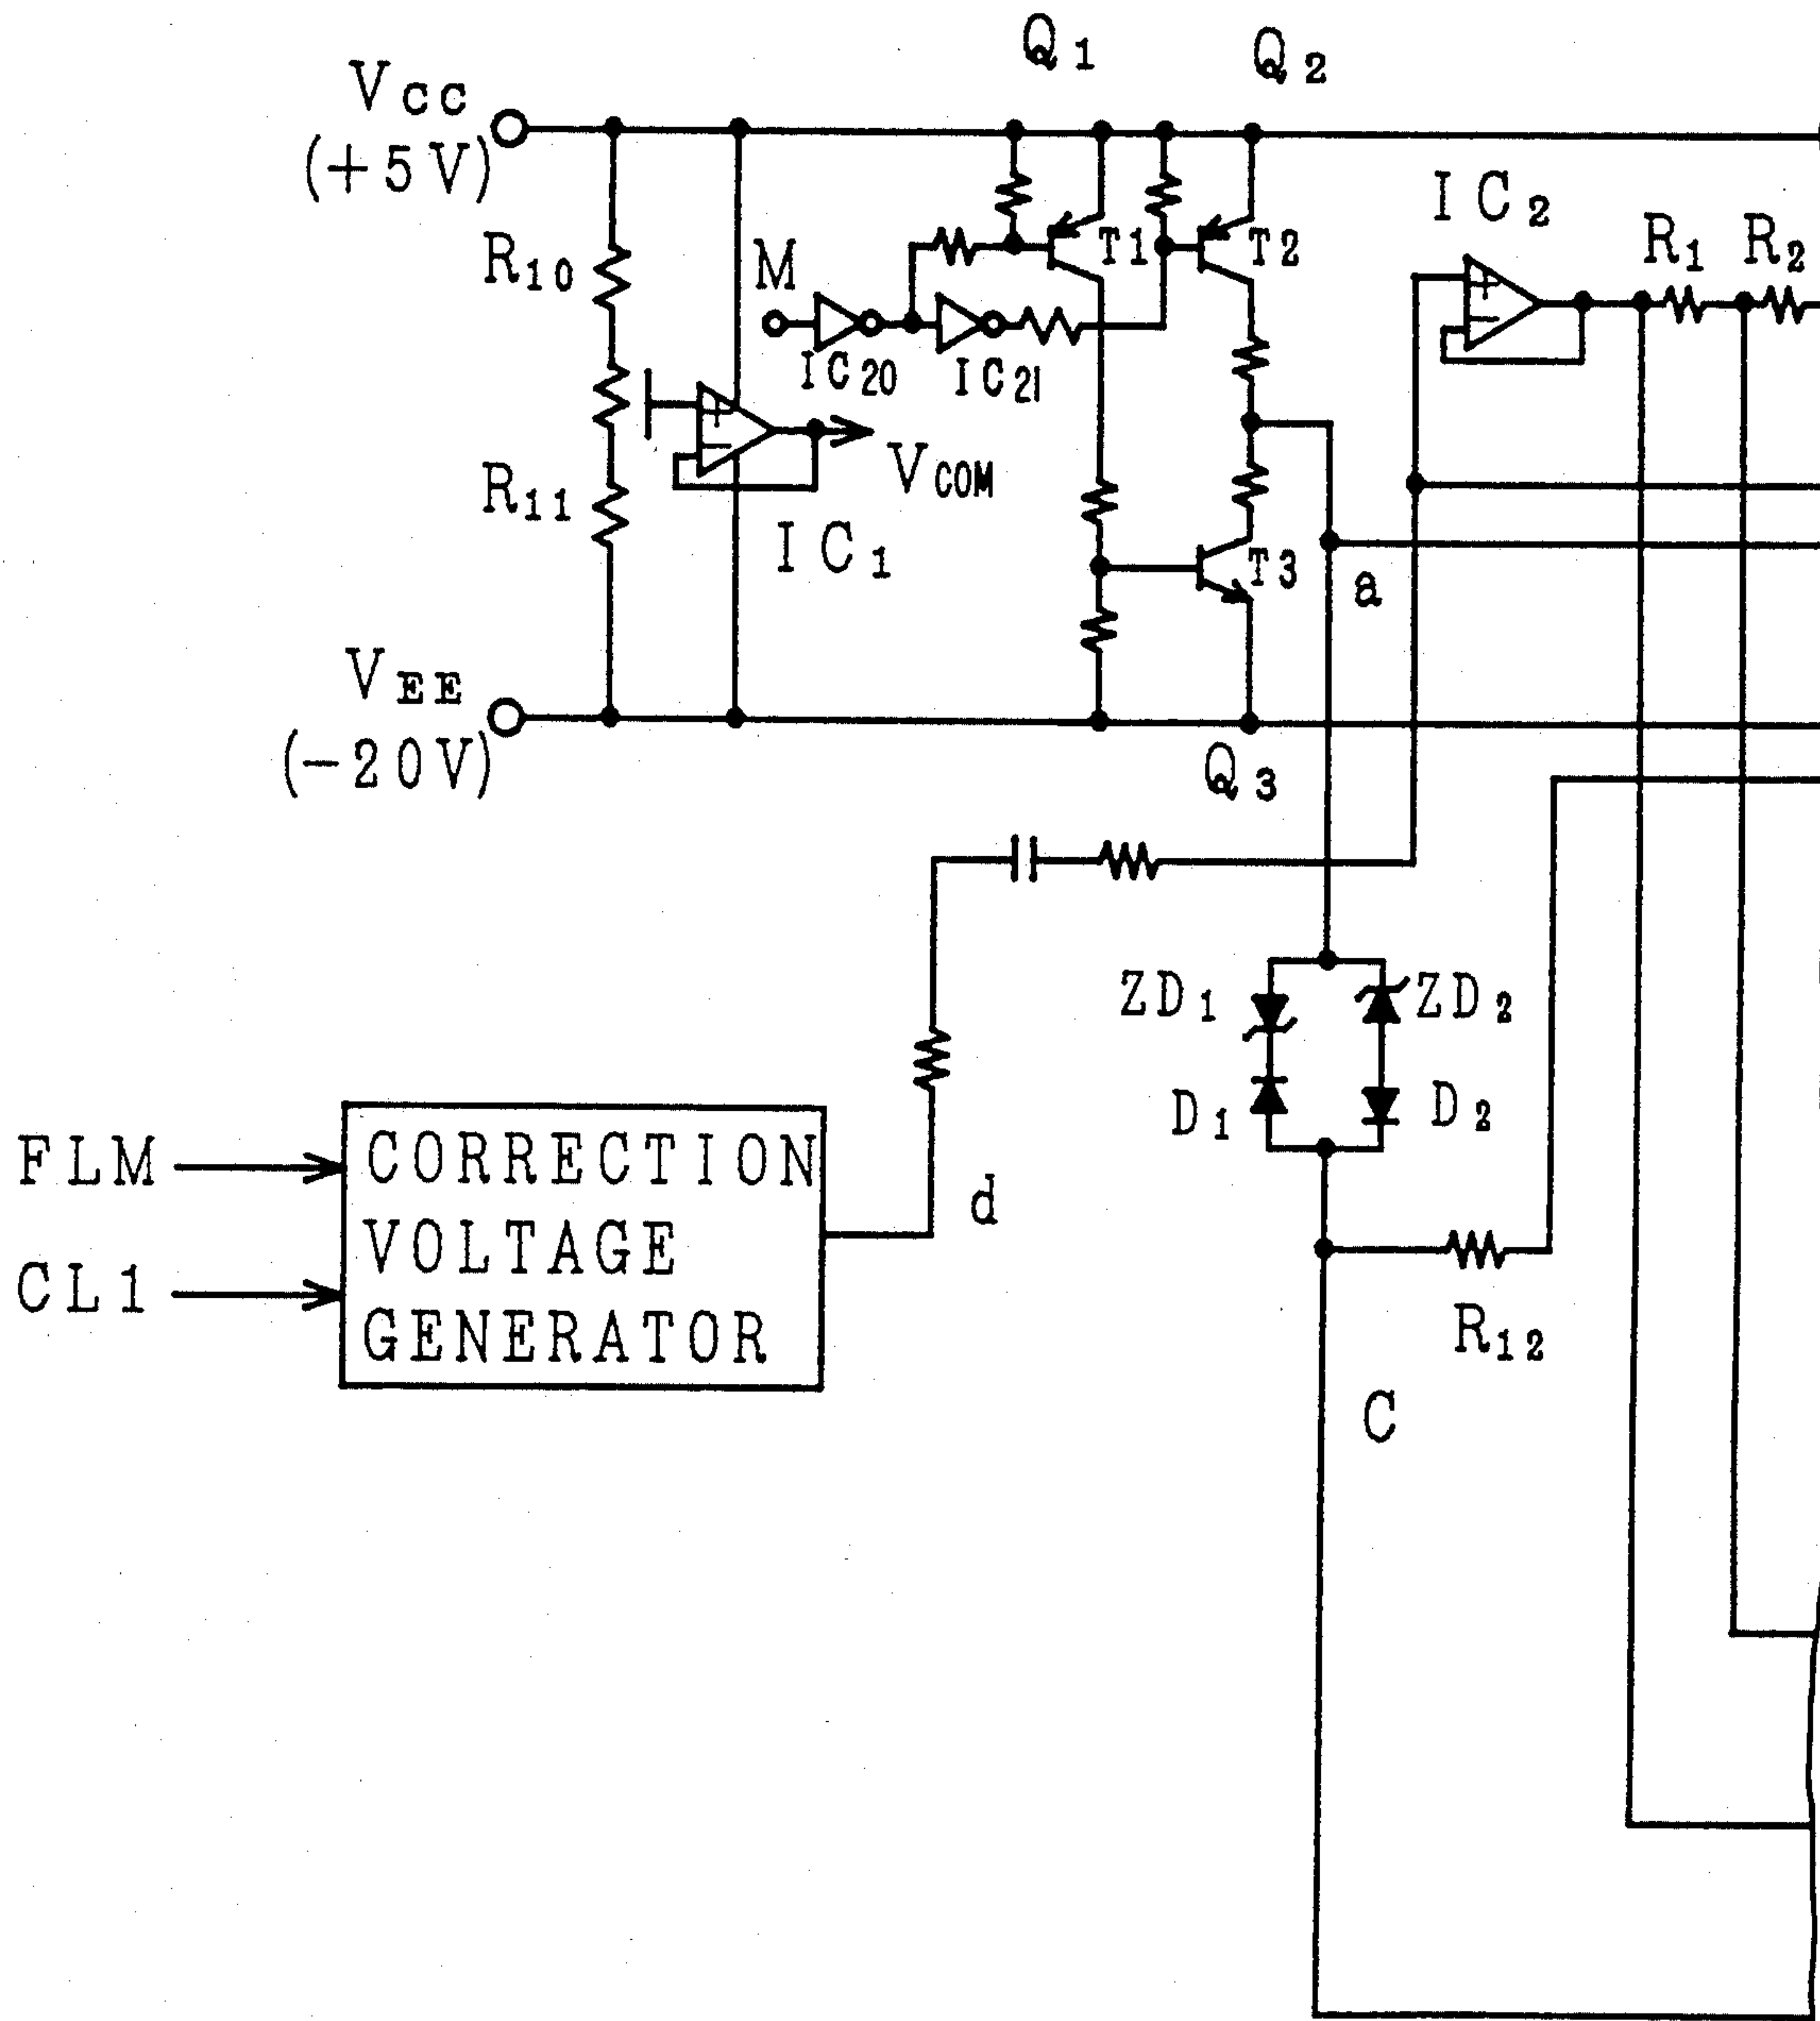 Q1
Q2
VCC
(+5V)
IC2
R1
R2
R10
M
T1
T2
IC20
IC21
VCOM
R11
IC1
T3
a
VEE
(-20V)
Q3
ZD1
ZD2
D1
D2
FLM
CL1
CORRECTION
VOLTAGE
GENERATOR
d
R12
C